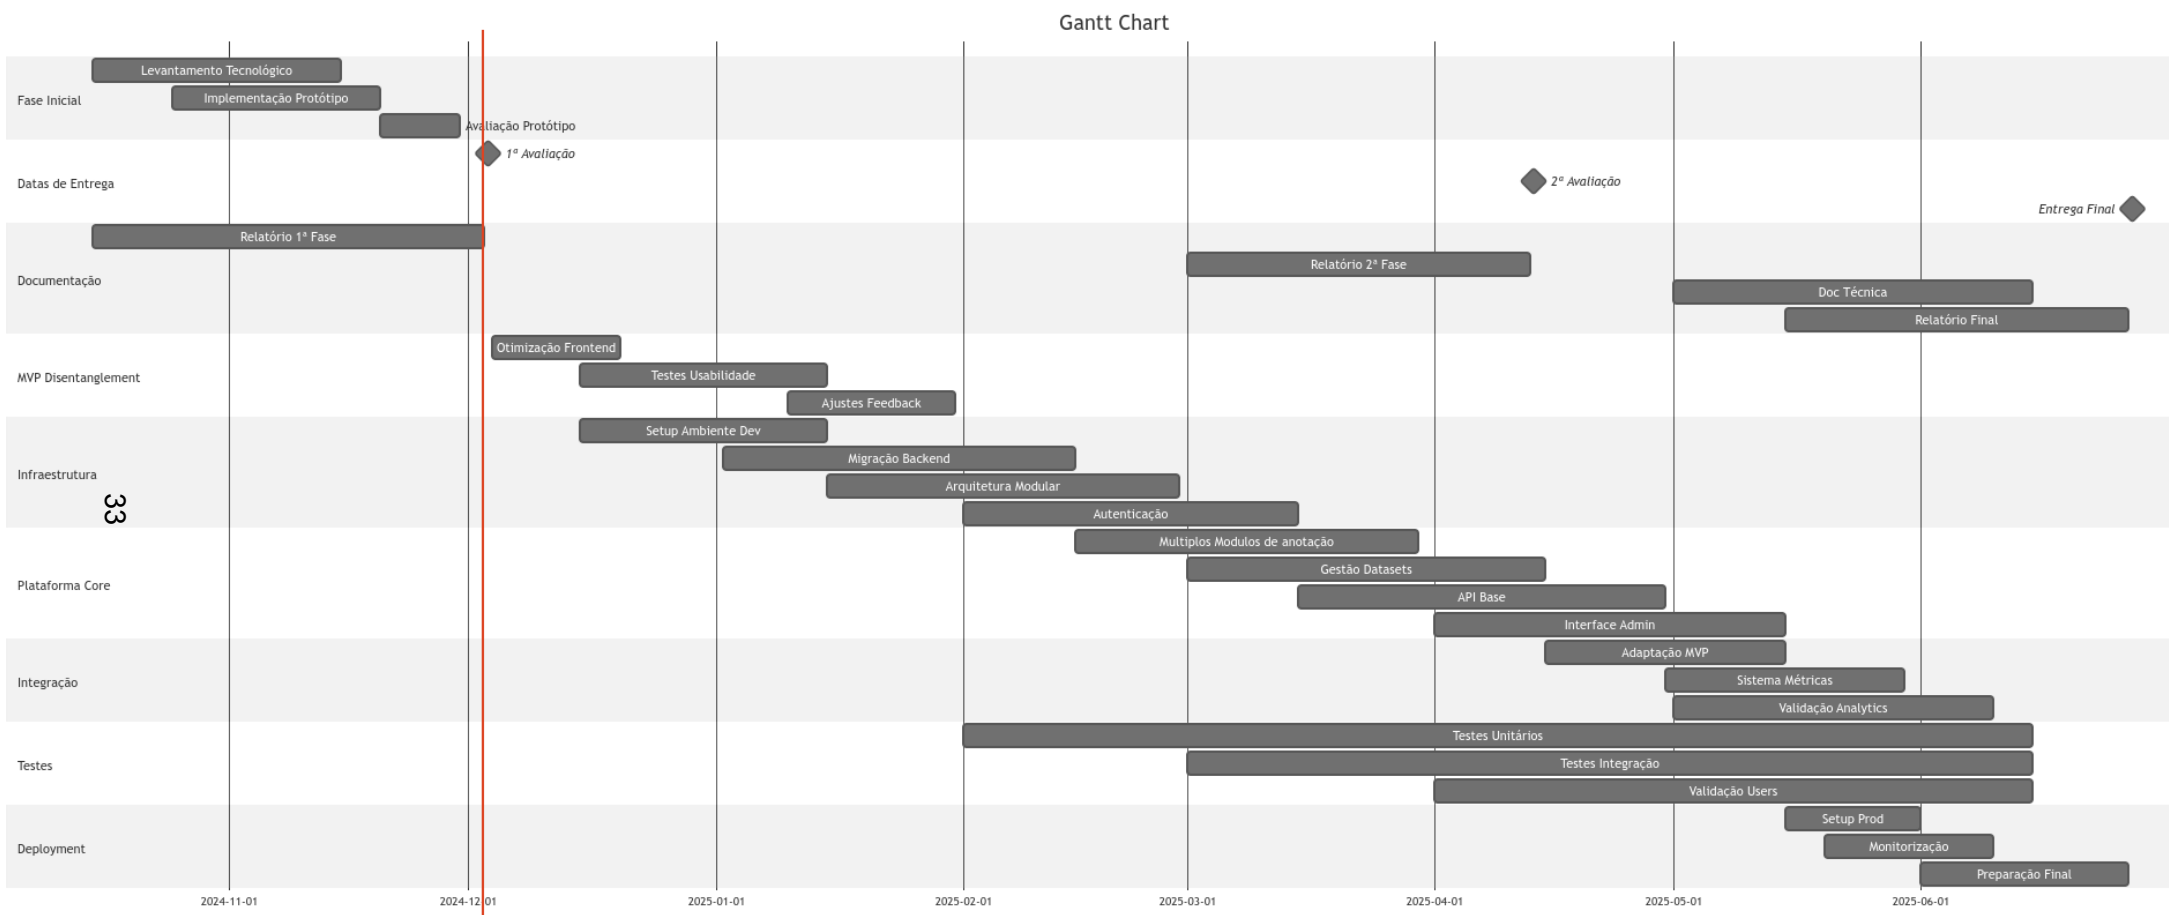 Gantt Chart
Fase Inicial
Levantamento Tecnológico
Implementação Protótipo
Avaliação Protótipo
Datas de Entrega
1ª Avaliação
2ª Avaliação
Entrega Final
Documentação
Relatório 1ª Fase
Relatório 2ª Fase
Doc Técnica
Relatório Final
MVP Disentanglement
Otimização Frontend
Testes Usabilidade
Ajustes Feedback
Infraestrutura
Setup Ambiente Dev
Migração Backend
Arquitetura Modular
Autenticação
33
Plataforma Core
Multiplos Modulos de anotação
Gestão Datasets
API Base
Interface Admin
Integração
Adaptação MVP
Sistema Métricas
Validação Analytics
Testes
Testes Unitários
Testes Integração
Validação Users
Deployment
Setup Prod
Monitorização
Preparação Final
2024-11-01 2024-12-01 2025-01-01 2025-02-01 2025-03-01 2025-04-01 2025-05-01 2025-06-01